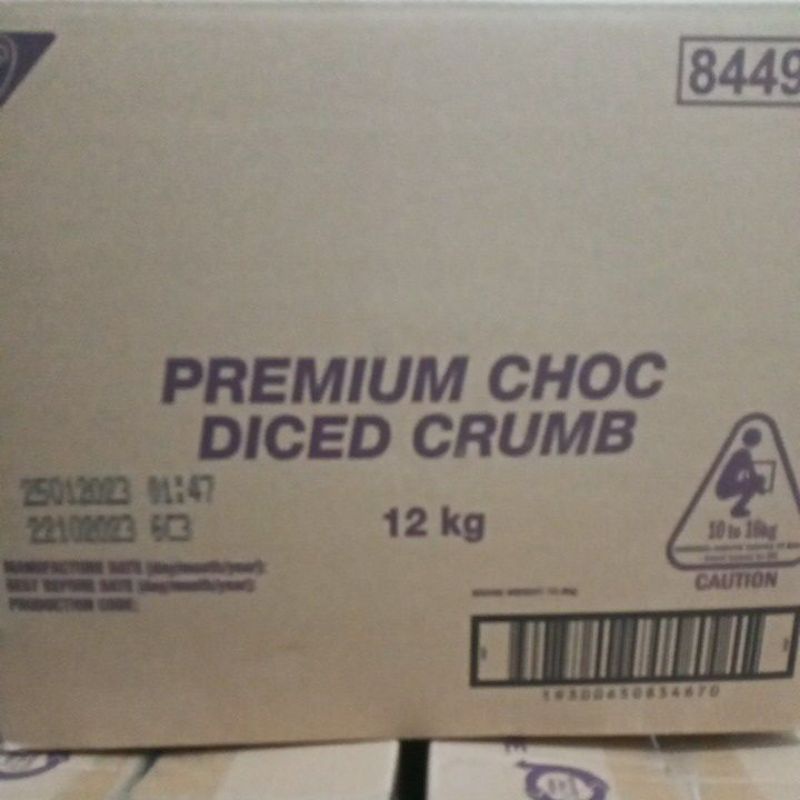 8449
PREMIUM CHOC
DICED CRUMB
25012023 01:47
22102023 6C3
12 kg
MANUFACTURE DATE (day/month/year):
BEST BEFORE DATE (day/month/year):
PRODUCTION CODE:
10 to 16kg
CAUTION